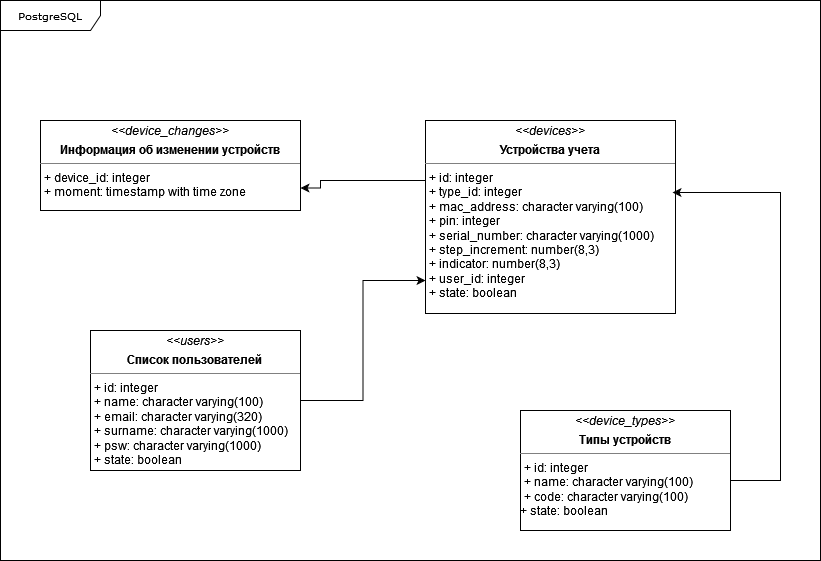 PostgreSQL
<<device_changes>>
Информация об изменении устройств
+ device_id: integer
+ moment: timestamp with time zone
<<devices>>
Устройства учета
+ id: integer
+ type_id: integer
+ mac_address: character varying(100)
+ pin: integer
+ serial_number: character varying(1000)
+ step_increment: number(8,3)
+ indicator: number(8,3)
+ user_id: integer
+ state: boolean
<<users>>
Список пользователей
+ id: integer
+ name: character varying(100)
+ email: character varying(320)
+ surname: character varying(1000)
+ psw: character varying(1000)
+ state: boolean
<<device_types>>
Типы устройств
+ id: integer
+ name: character varying(100)
+ code: character varying(100)
+ state: boolean